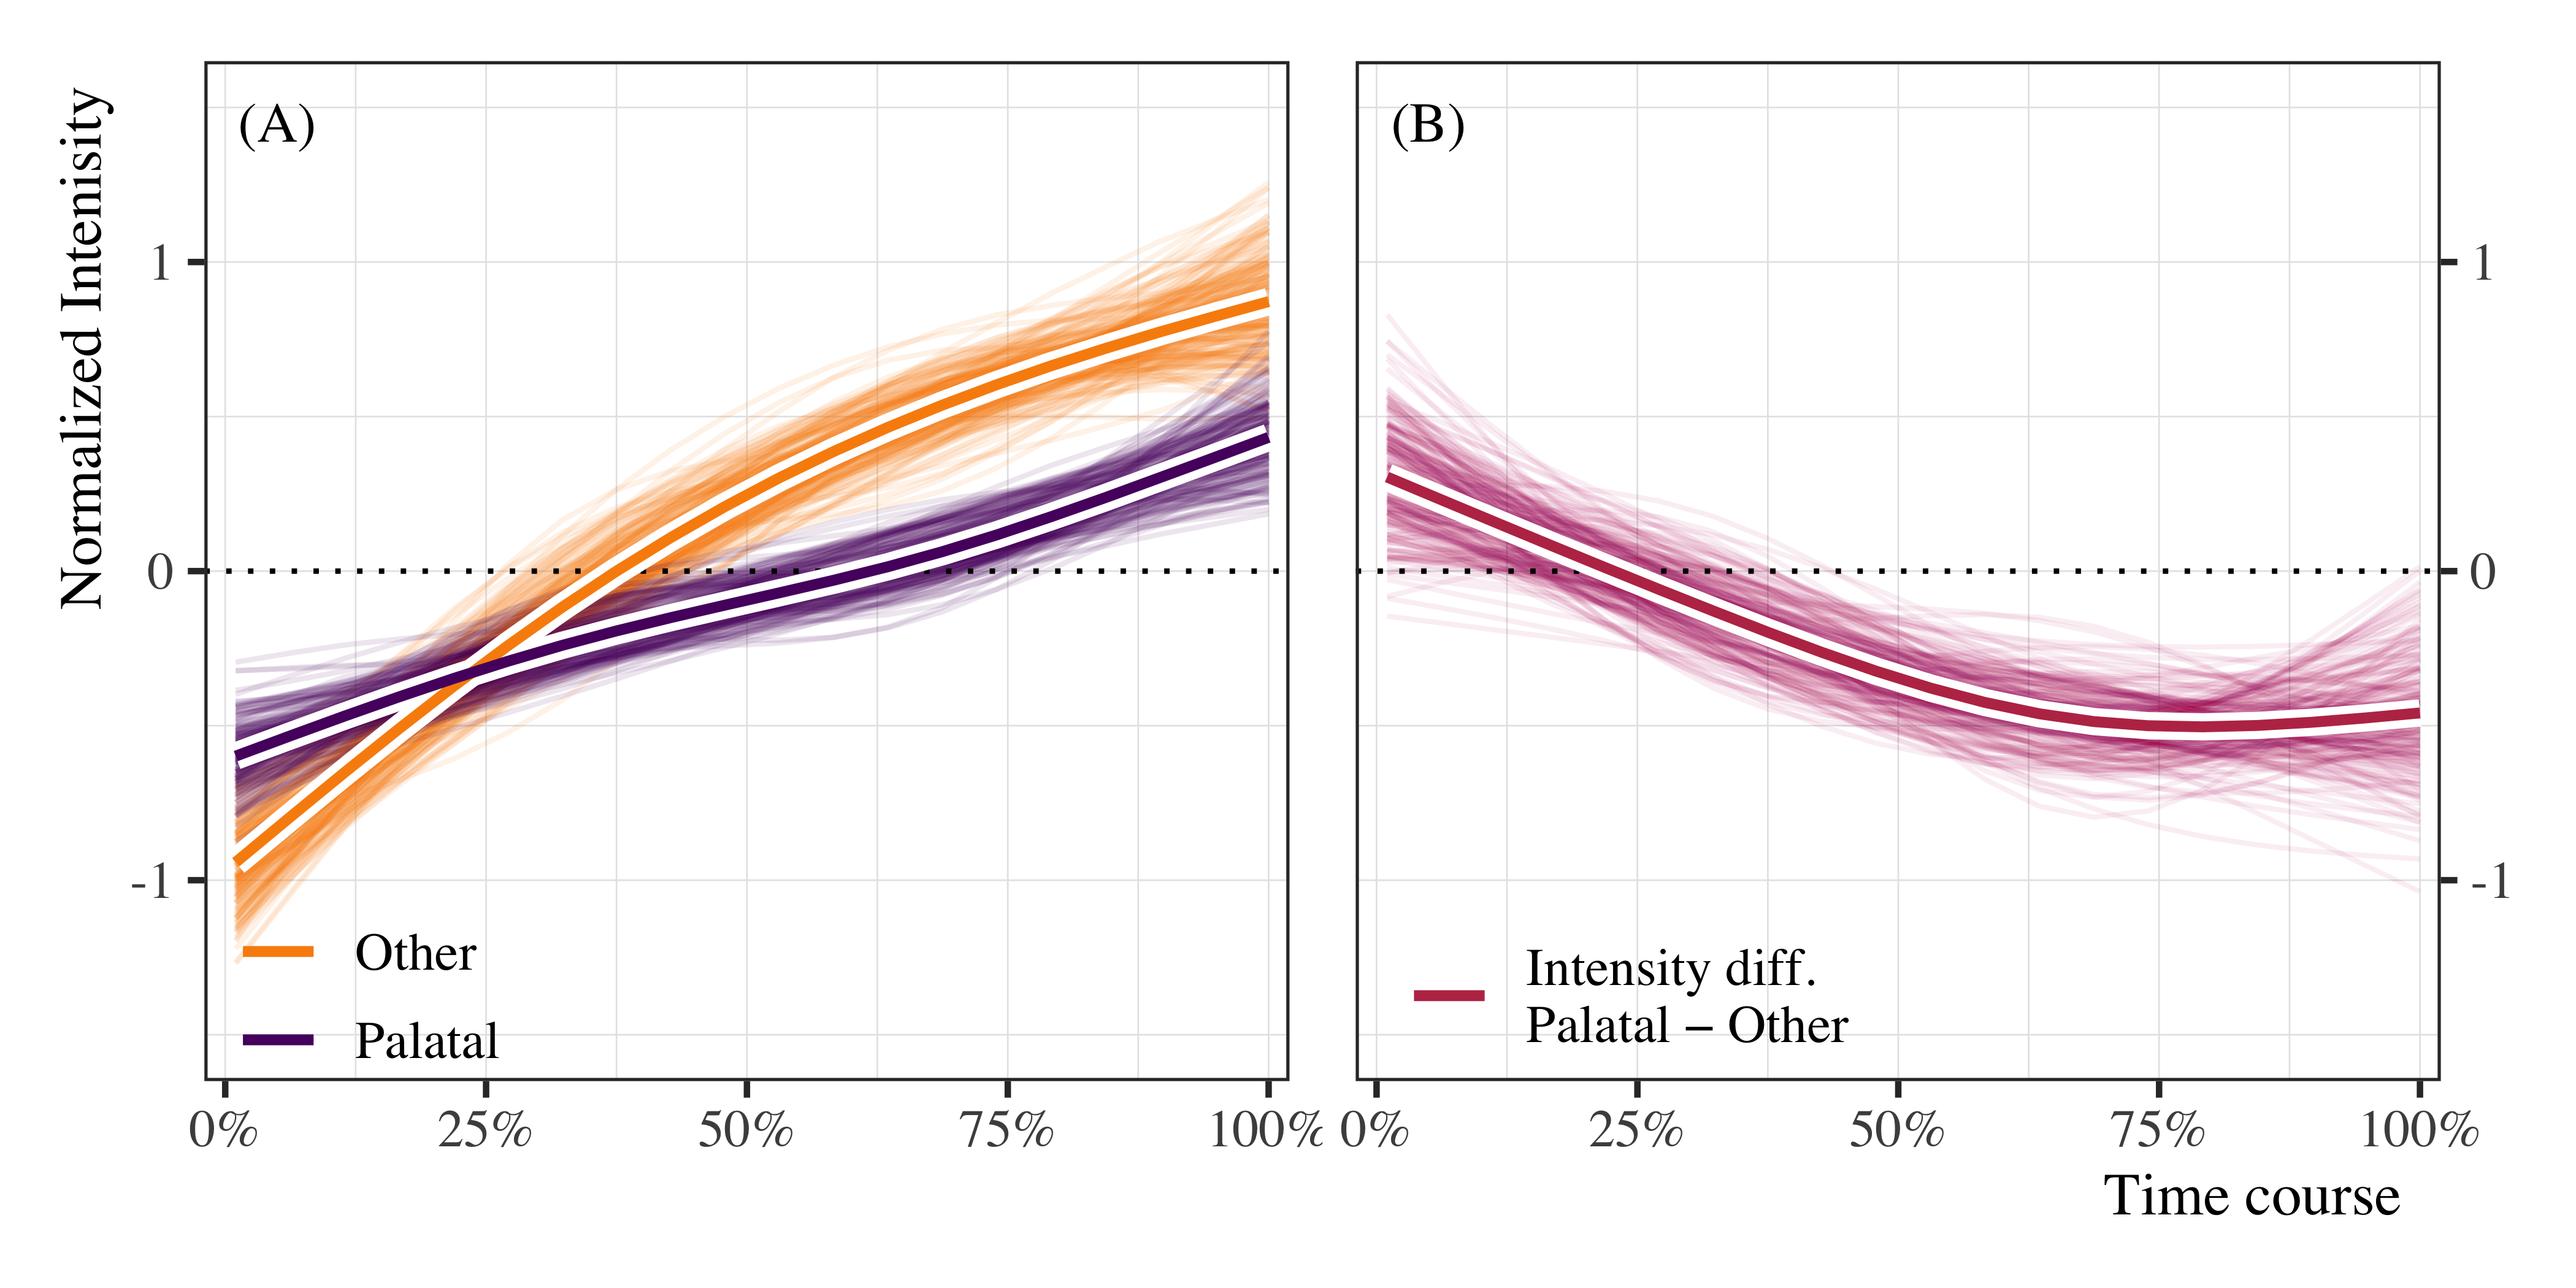 Normalized Intenisity
(A)
1
0
-1
Other
Palatal
0%
25%
50%
75%
100%
(B)
1
0
-1
Intensity diff.
Palatal – Other
0%
25%
50%
75%
100%
Time course